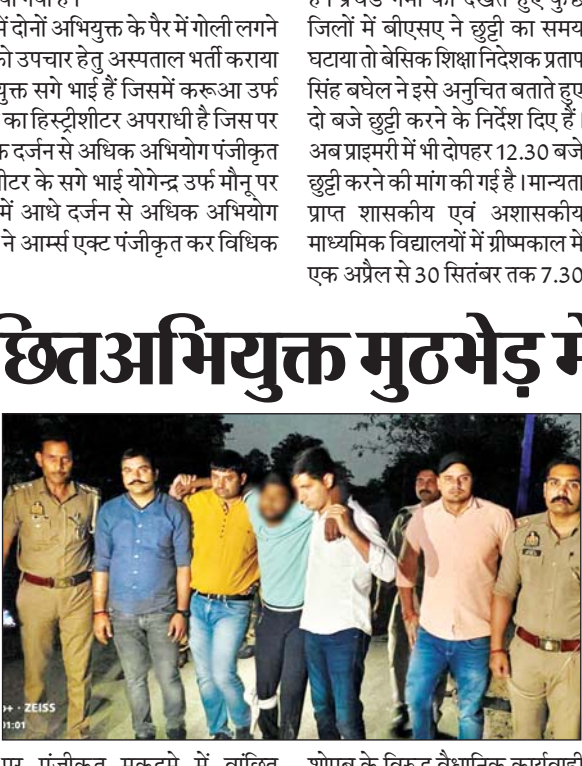 में दोनों अभियुक्त के पैर में गोली लगने
उपचार हेतु अस्पताल भर्ती कराया
सगे भाई हैं जिसमें करूआ उर्फ
का हिस्ट्रीशीटर अपराधी है जिस पर
दर्जन से अधिक अभियोग पंजीकृत
के सगे भाई योगेन्द्र उर्फ मौनू पर
में आधे दर्जन से अधिक अभियोग
ने आर्म्स एक्ट पंजीकृत कर विधिक
जिलों में बीएसए ने छुट्टी का समय
घटाया तो बेसिक शिक्षा निदेशक प्रताप
सिंह बघेल ने इसे अनुचित बताते हुए
दो बजे छुट्टी करने के निर्देश दिए हैं।
अब प्राइमरी में भी दोपहर 12.30 बजे
छुट्टी करने की मांग की गई है। मान्यता
प्राप्त शासकीय एवं अशासकीय
माध्यमिक विद्यालयों में ग्रीष्मकाल में
एक अप्रैल से 30 सितंबर तक 7.30
छितअभियुक्त मुठभेड़ में
ZEISS
01:01